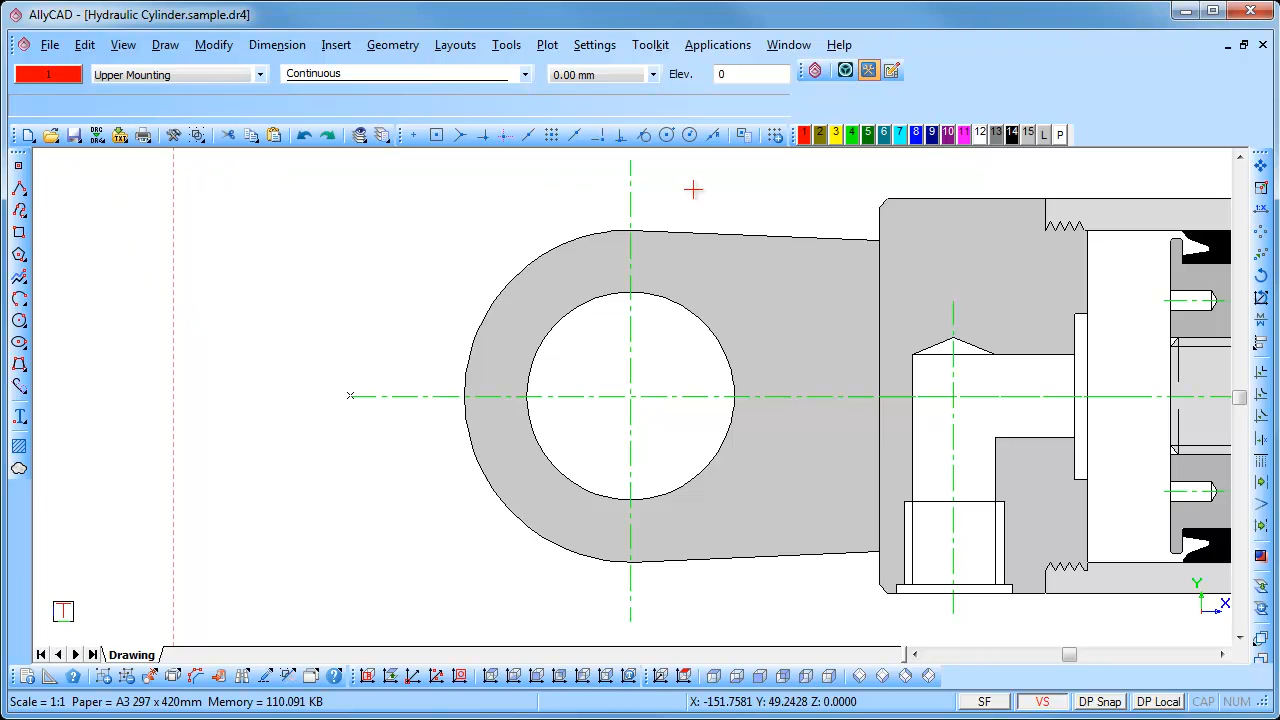 AllyCAD - [Hydraulic Cylinder.sample.dr4]
File Edit View Draw Modify Dimension Insert Geometry Layouts Tools Plot Settings Toolkit Applications Window Help
1 Upper Mounting Continuous 0.00 mm Elev. 0
DRC TXT
1 2 3 4 5 6 7 8 9 10 11 12 13 14 15 L P
1:X
T
Y
X
Drawing
Scale = 1:1 Paper = A3 297 x 420mm Memory = 110.091 KB X: -151.7581 Y: 49.2428 Z: 0.0000 SF VS DP Snap DP Local CAP NUM